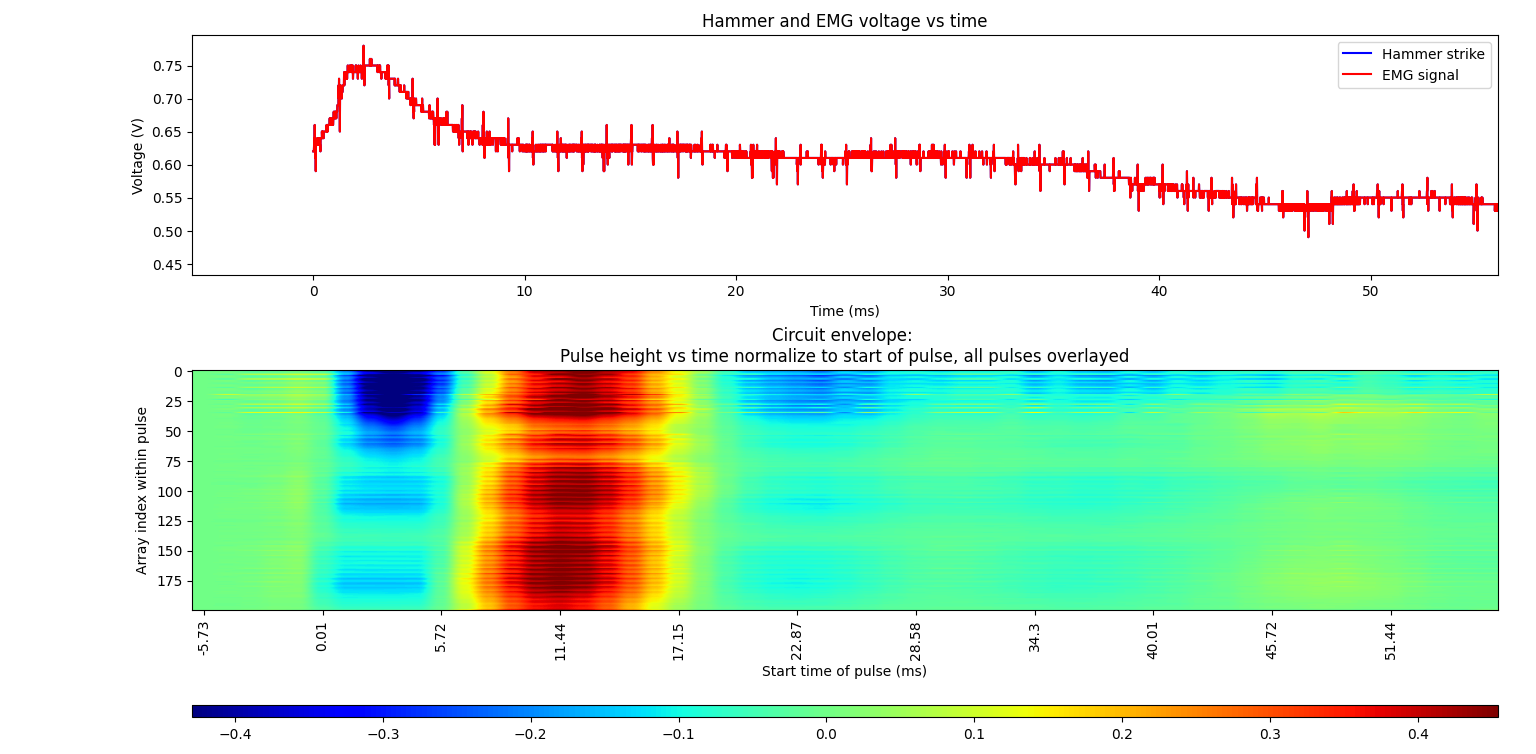 Hammer and EMG voltage vs time
0.75
0.70
0.65
0.60
0.55
0.50
0.45
Voltage (V)
Hammer strike
EMG signal
0 10 20 30 40 50
Time (ms)
Circuit envelope:
Pulse height vs time normalize to start of pulse, all pulses overlayed
0
25
50
75
100
125
150
175
Array index within pulse
-5.73 0.01 5.72 11.44 17.15 22.87 28.58 34.3 40.01 45.72 51.44
Start time of pulse (ms)
−0.4 −0.3 −0.2 −0.1 0.0 0.1 0.2 0.3 0.4